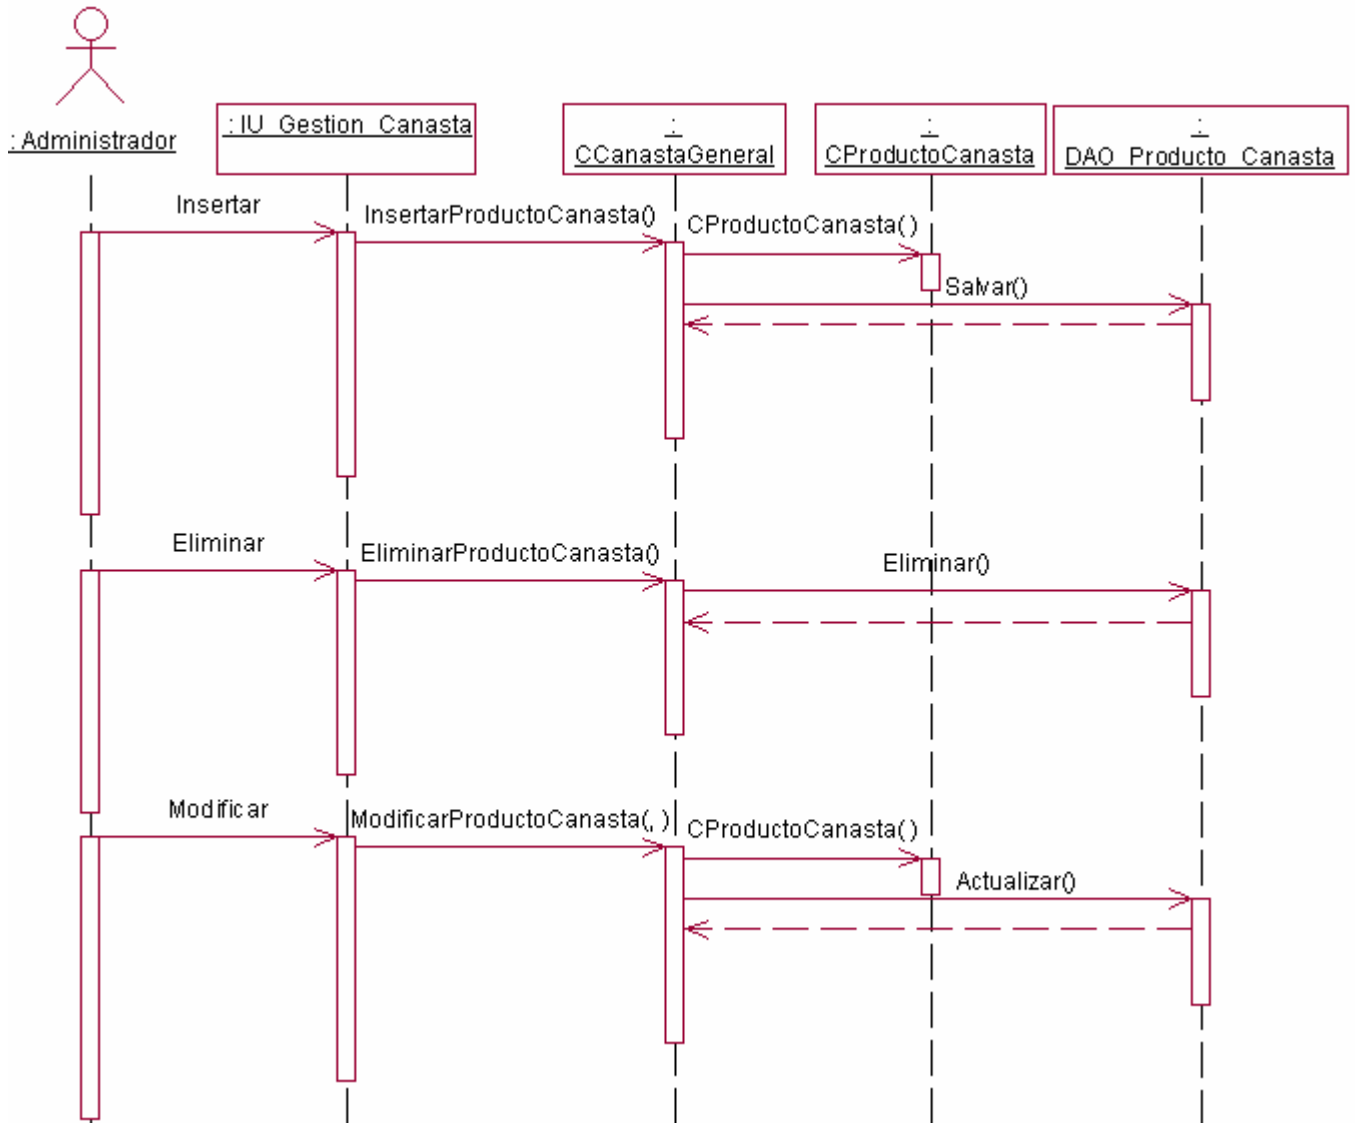 : Administrador
: IU_Gestion_Canasta
:
CCanastaGeneral
:
CProductoCanasta
:
DAO_Producto_Canasta
Insertar
InsertarProductoCanasta()
CProductoCanasta()
Salvar()
Eliminar
EliminarProductoCanasta()
Eliminar()
Modificar
ModificarProductoCanasta(, )
CProductoCanasta()
Actualizar()